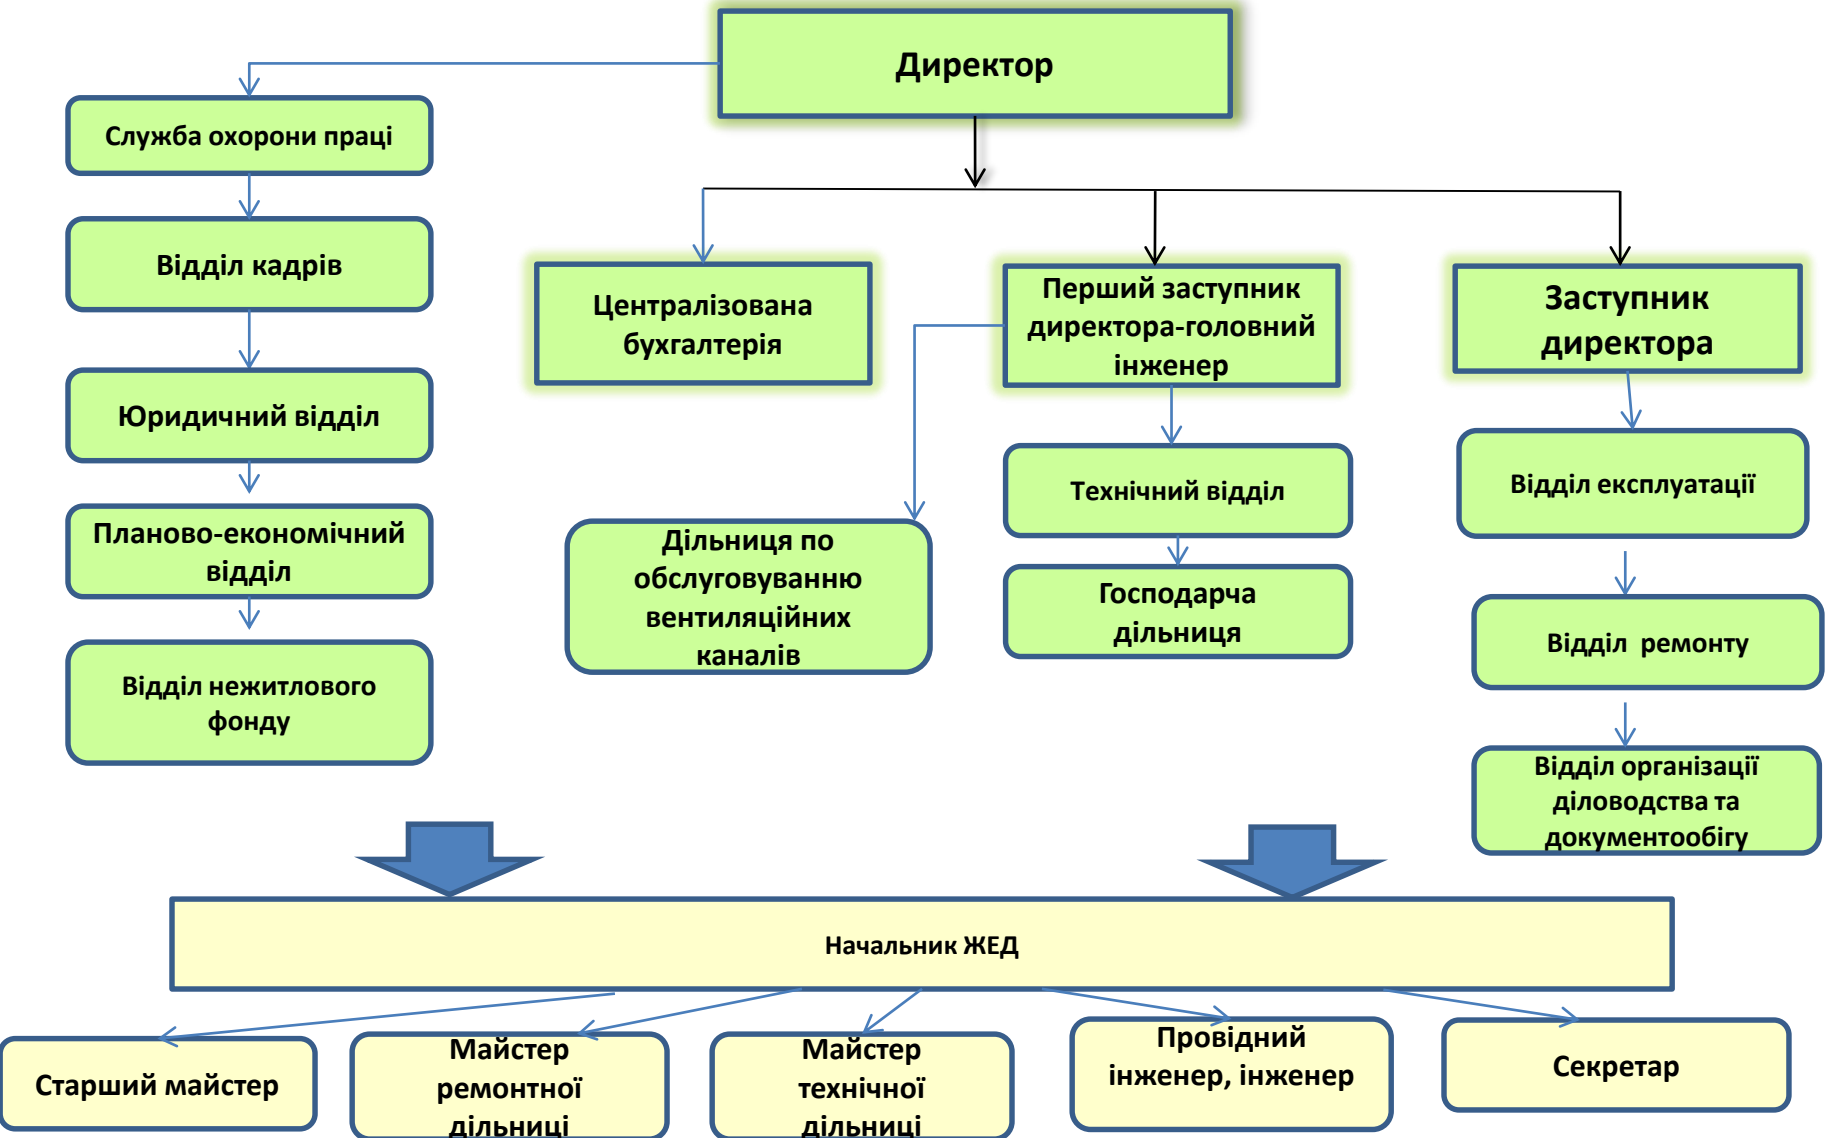 Директор
Служба охорони праці
Відділ кадрів
Юридичний відділ
Планово-економічний
відділ
Відділ нежитлового
фонду
Централізована
бухгалтерія
Перший заступник
директора-головний
інженер
Заступник
директора
Дільниця по
обслуговуванню
вентиляційних
каналів
Технічний відділ
Господарча
дільниця
Відділ експлуатації
Відділ  ремонту
Відділ організації
діловодства та
документообігу
Начальник ЖЕД
Старший майстер
Майстер
ремонтної
дільниці
Майстер
технічної
дільниці
Провідний
інженер, інженер
Секретар